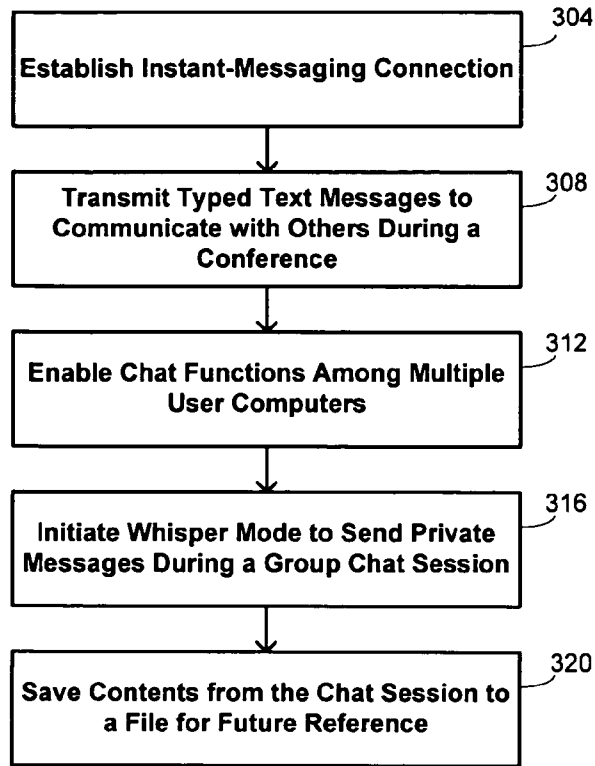 304
Establish Instant-Messaging Connection
308
Transmit Typed Text Messages to
Communicate with Others During a
Conference
312
Enable Chat Functions Among Multiple
User Computers
316
Initiate Whisper Mode to Send Private
Messages During a Group Chat Session
320
Save Contents from the Chat Session to
a File for Future Reference